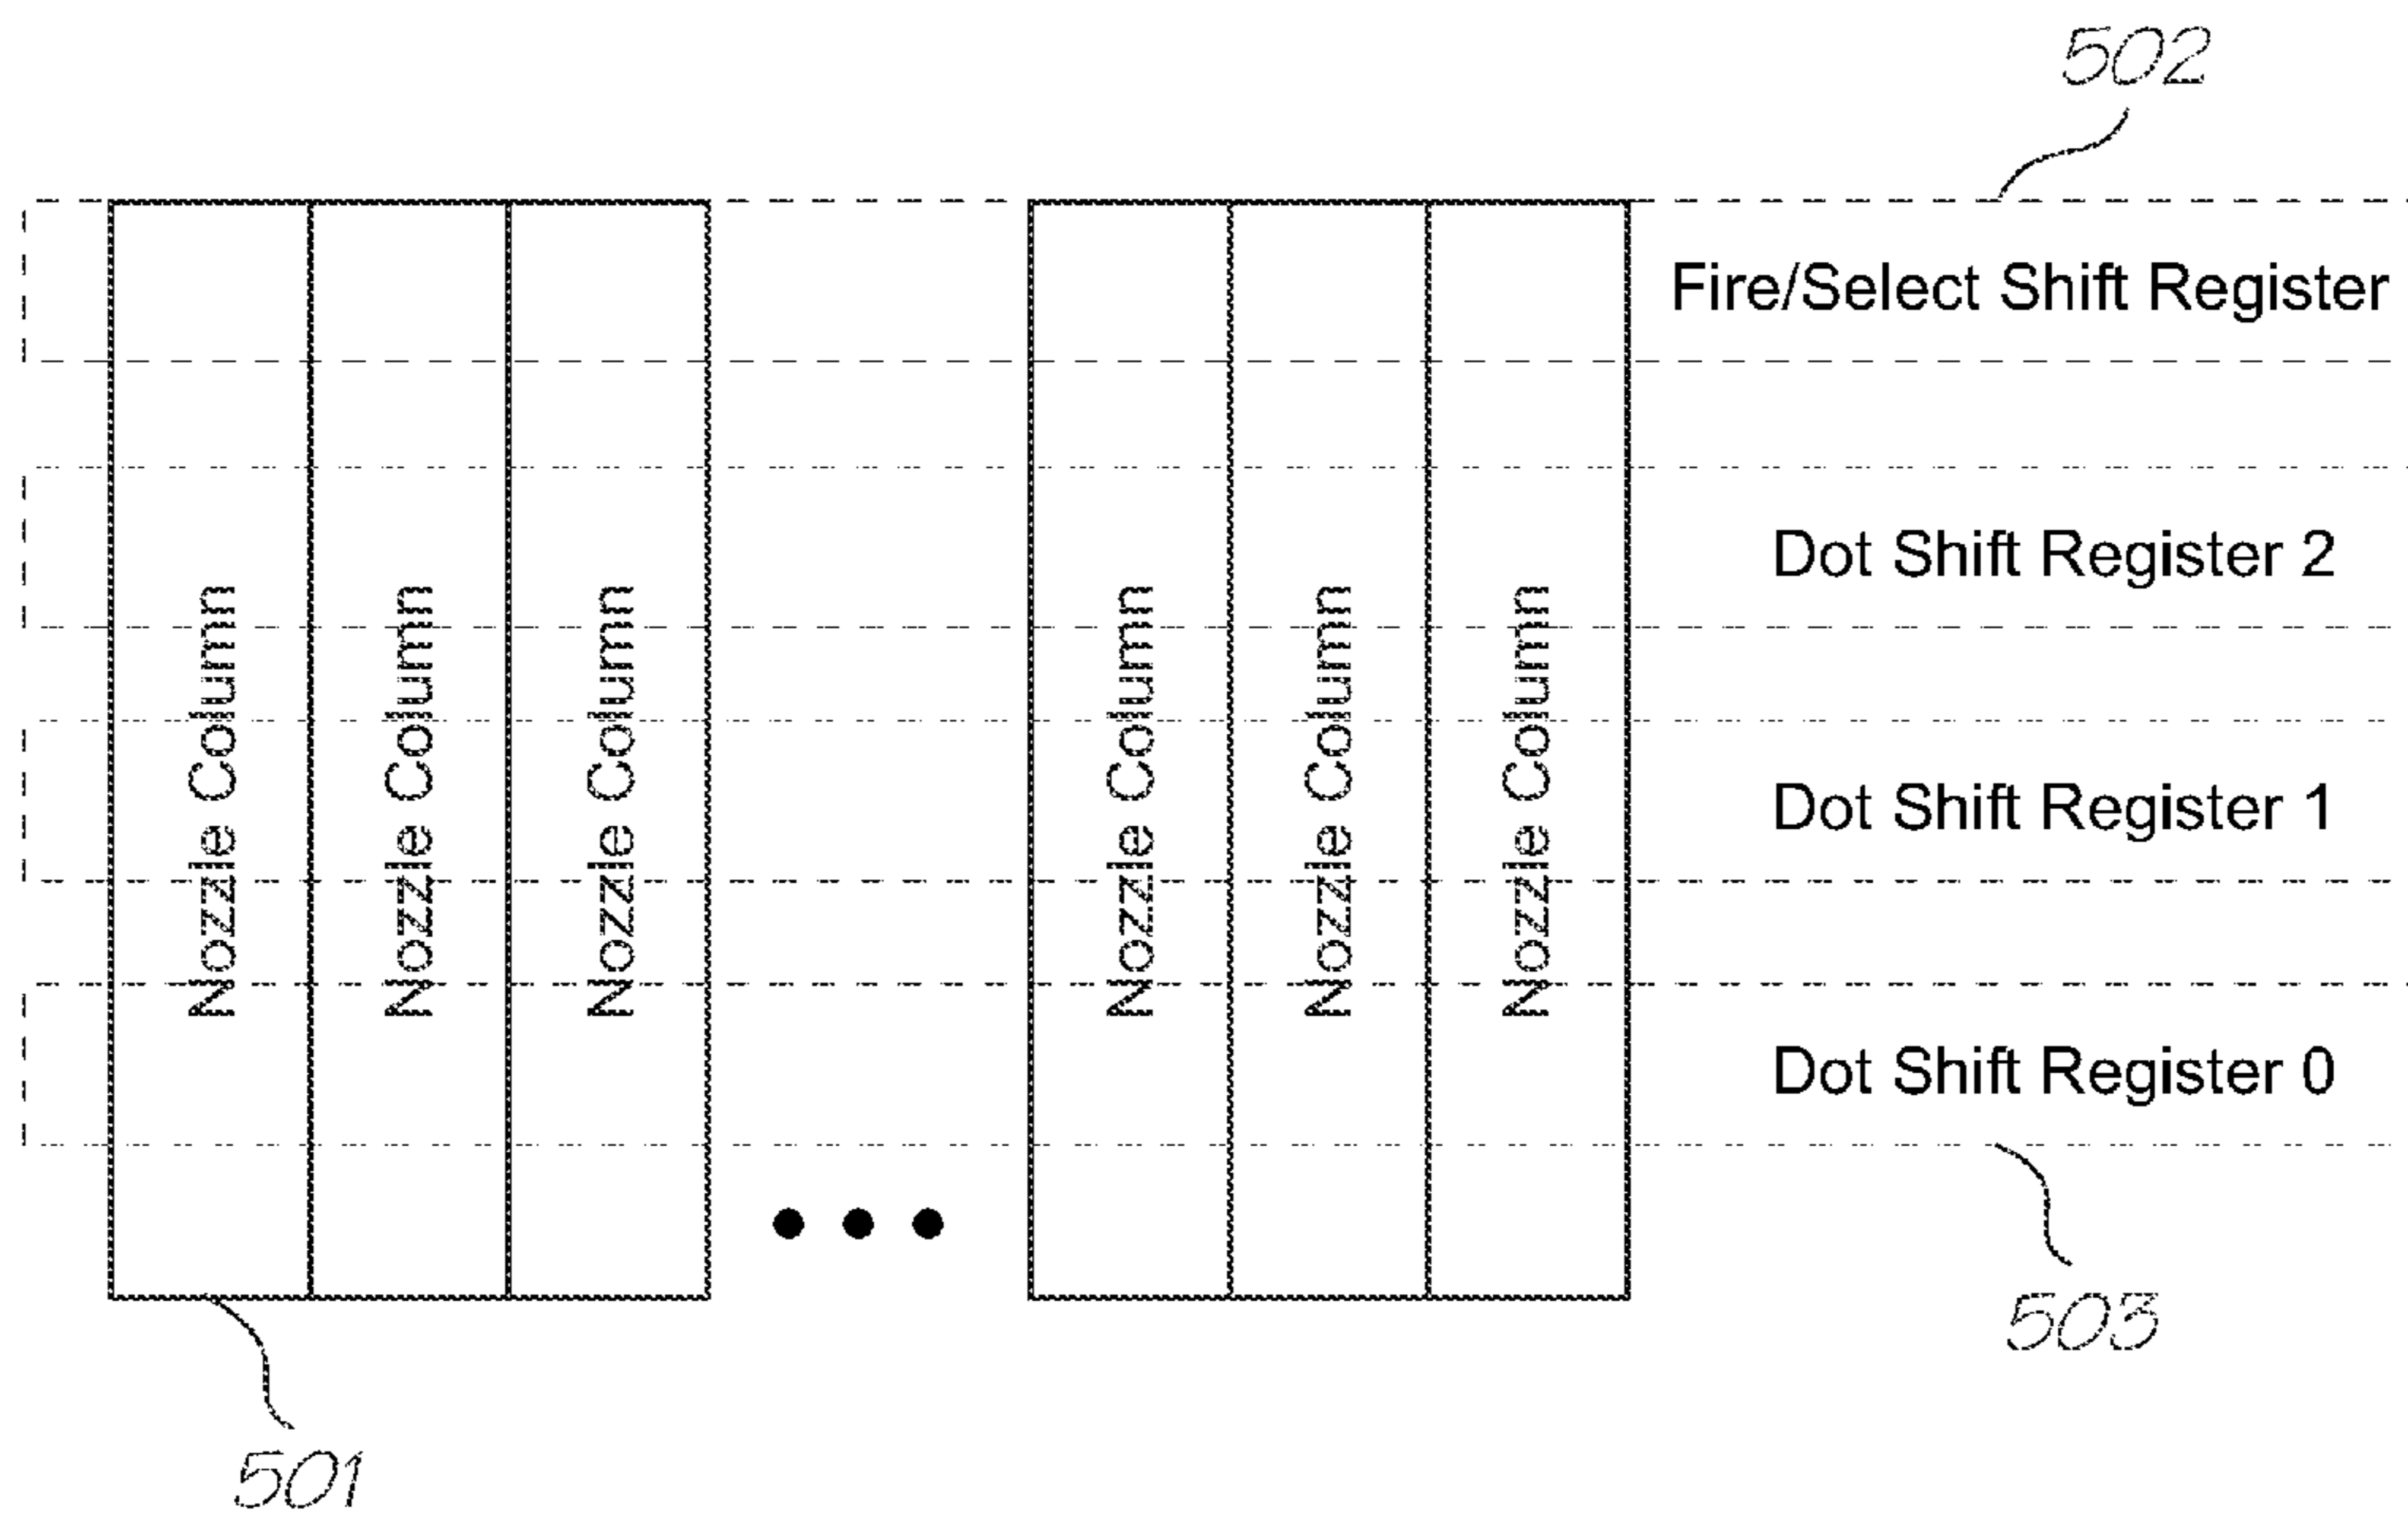 502
Fire/Select Shift Register
Dot Shift Register 2
Nozzle Column
Nozzle Column
Nozzle Column
Nozzle Column
Nozzle Column
Nozzle Column
Dot Shift Register 1
Dot Shift Register 0
503
501